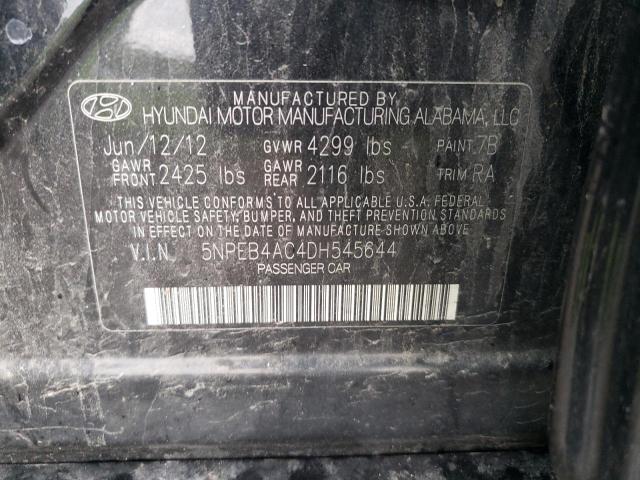 MANUFACTURED BY
HYUNDAI MOTOR MANUFACTURING ALABAMA, LLC
Jun/12/12 GVWR 4299 lbs PAINT 7B
GAWR FRONT 2425 lbs GAWR REAR 2116 lbs TRIM RA
THIS VEHICLE CONFORMS TO ALL APPLICABLE U.S.A. FEDERAL
MOTOR VEHICLE SAFETY, BUMPER, AND THEFT PREVENTION
STANDARDS IN EFFECT ON THE DATE OF MANUFACTURE SHOWN ABOVE.
V.I.N. 5NPEB4AC4DH545644
PASSENGER CAR